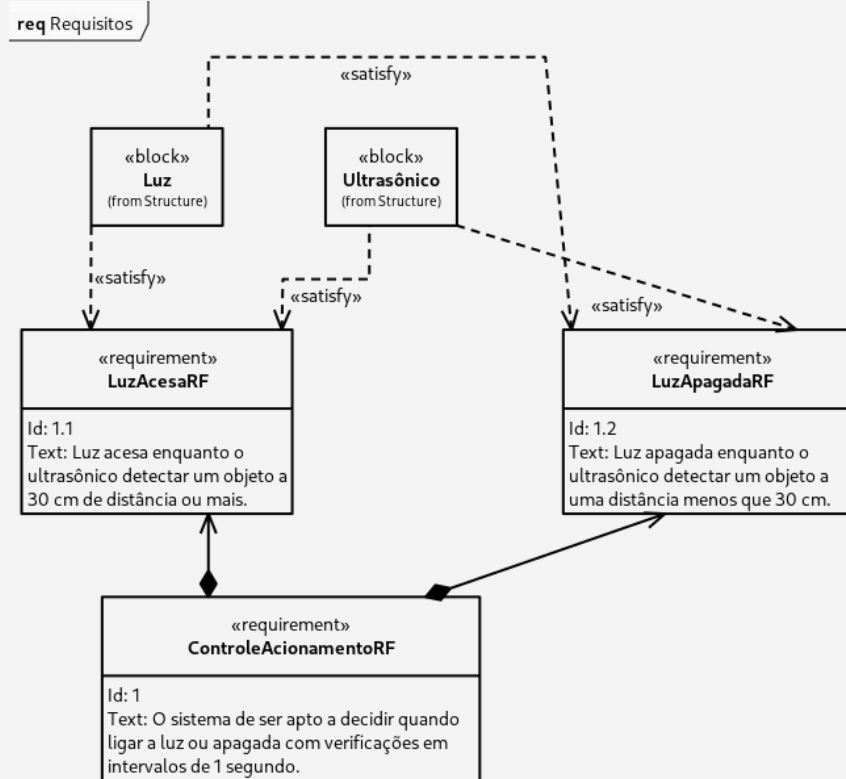 req Requisitos
«satisfy»
«block»
Luz
(from Structure)
«block»
Ultrasônico
(from Structure)
«satisfy»
«satisfy»
«satisfy»
«requirement»
LuzAcesaRF
Id: 1.1
Text: Luz acesa enquanto o
ultrasônico detectar um objeto a
30 cm de distância ou mais.
«requirement»
LuzApagadaRF
Id: 1.2
Text: Luz apagada enquanto o
ultrasônico detectar um objeto a
uma distância menos que 30 cm.
«requirement»
ControleAcionamentoRF
Id: 1
Text: O sistema de ser apto a decidir quando
ligar a luz ou apagada com verificações em
intervalos de 1 segundo.